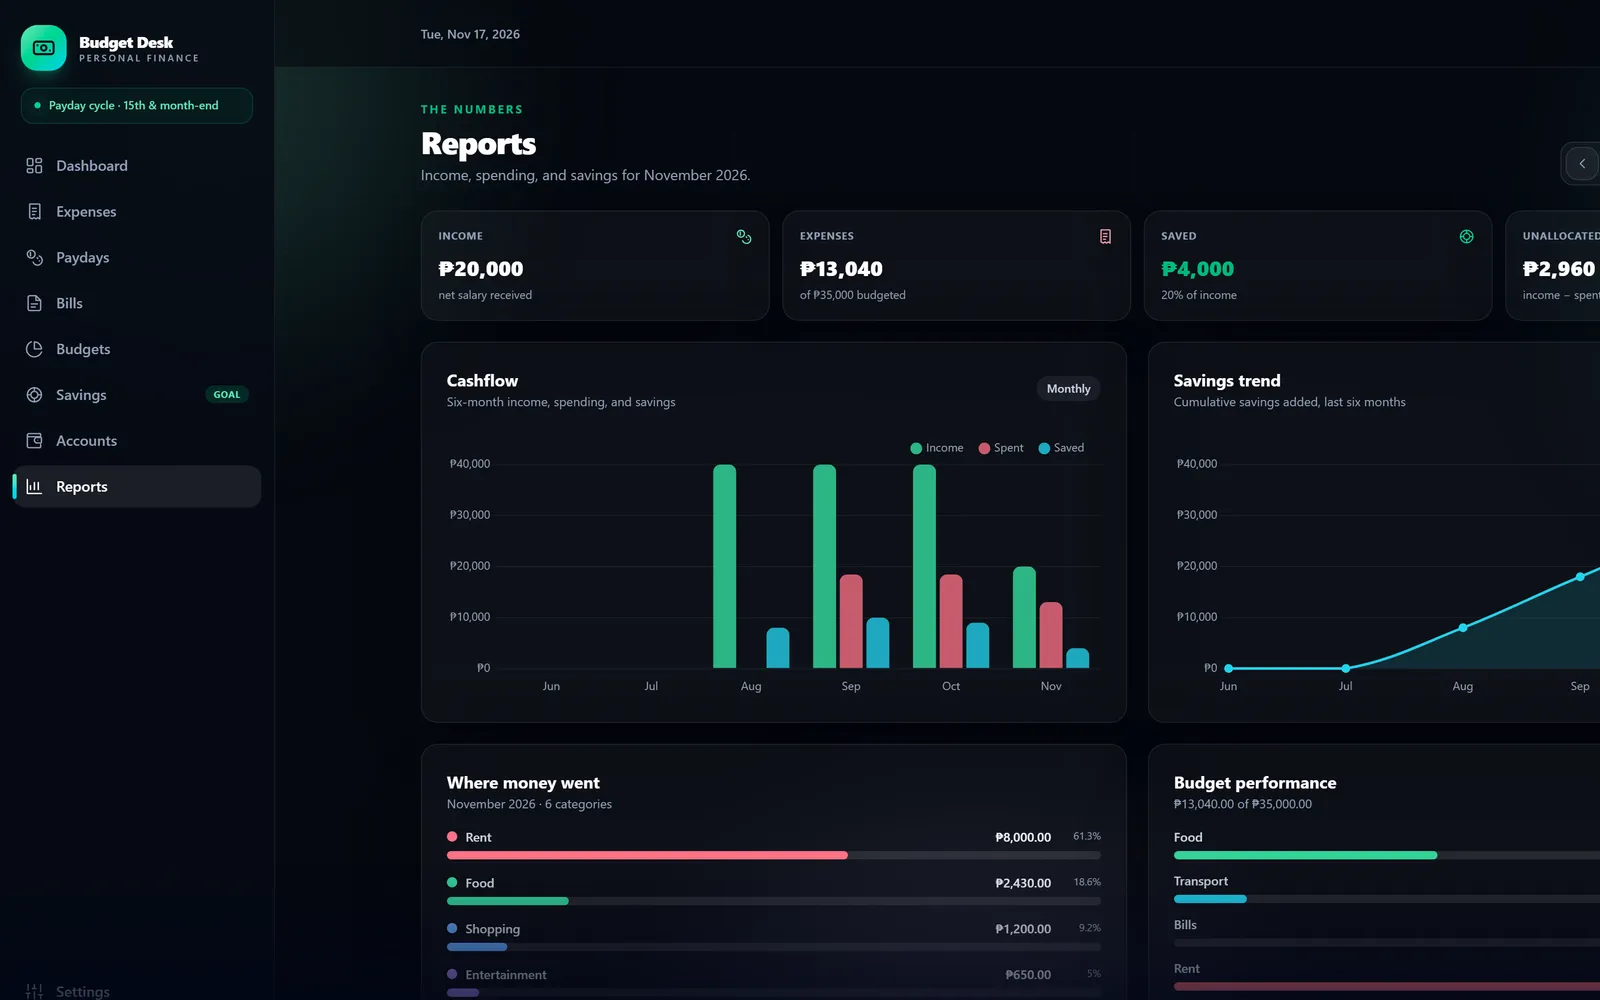 Budget Desk
PERSONAL FINANCE
Payday cycle · 15th & month-end
Dashboard
Expenses
Paydays
Bills
Budgets
Savings GOAL
Accounts
Reports
Settings
Tue, Nov 17, 2026
THE NUMBERS
Reports
Income, spending, and savings for November 2026.
INCOME
₱20,000
net salary received
EXPENSES
₱13,040
of ₱35,000 budgeted
SAVED
₱4,000
20% of income
UNALLOCATED
₱2,960
income − spent
Cashflow
Six-month income, spending, and savings
Monthly
Income Spent Saved
₱40,000
₱30,000
₱20,000
₱10,000
₱0
Jun Jul Aug Sep Oct Nov
Savings trend
Cumulative savings added, last six months
₱40,000
₱30,000
₱20,000
₱10,000
₱0
Jun Jul Aug Sep
Where money went
November 2026 · 6 categories
Rent ₱8,000.00 61.3%
Food ₱2,430.00 18.6%
Shopping ₱1,200.00 9.2%
Entertainment ₱650.00 5%
Budget performance
₱13,040.00 of ₱35,000.00
Food
Transport
Bills
Rent